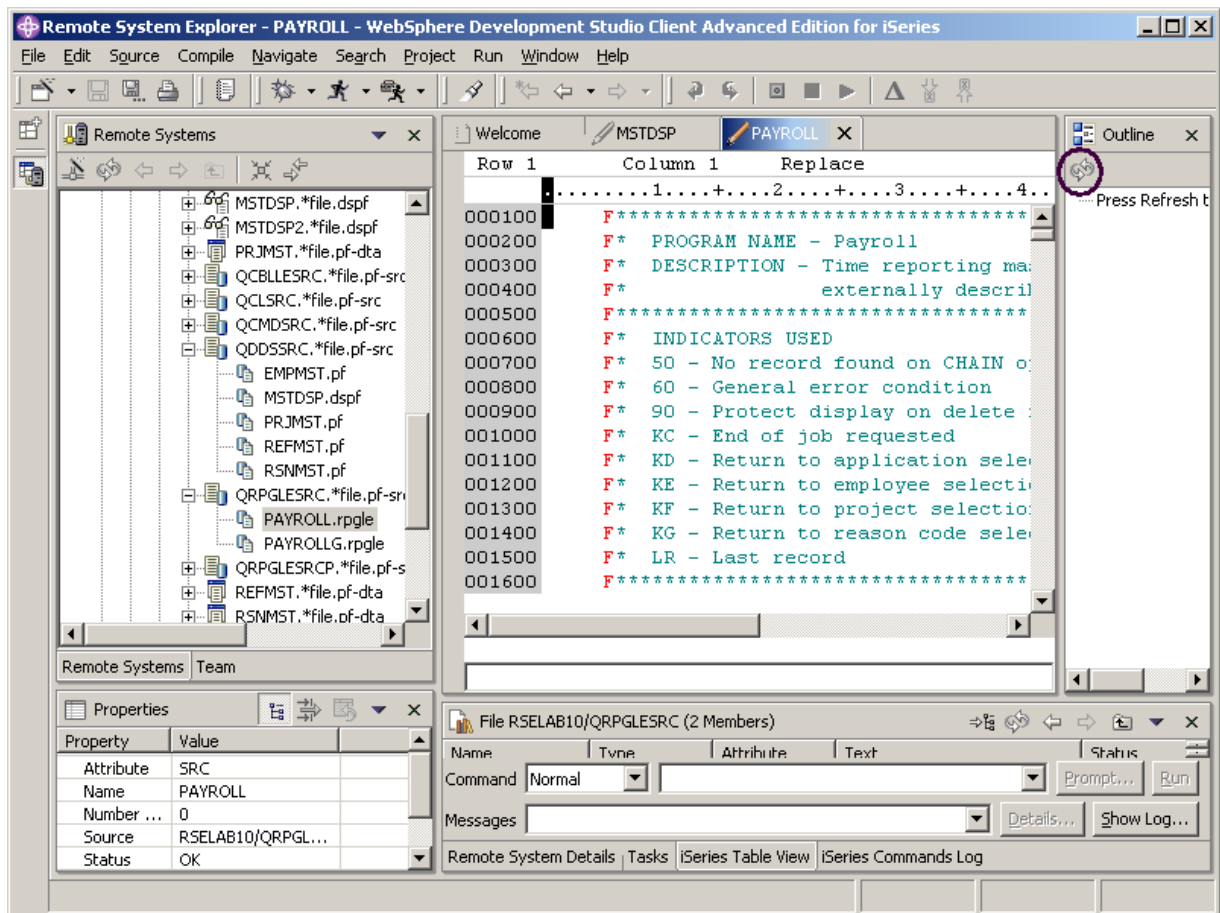 Remote System Explorer - PAYROLL - WebSphere Development Studio Client Advanced Edition for iSeries
File Edit Source Compile Navigate Search Project Run Window Help
Remote Systems
MSTDSP.*file.dspf
MSTDSP2.*file.dspf
PRJMST.*file.pf-dta
QCBLLESRC.*file.pf-src
QCLSRC.*file.pf-src
QCMDSRC.*file.pf-src
QDDSSRC.*file.pf-src
EMPMST.pf
MSTDSP.dspf
PRJMST.pf
REFMST.pf
RSNMST.pf
QRPGLESRC.*file.pf-sr
PAYROLL.rpgle
PAYROLLG.rpgle
QRPGLESRCP.*file.pf-s
REFMST.*file.pf-dta
RSNMST.*file.pf-dta
Remote Systems Team
Welcome MSTDSP PAYROLL
Row 1 Column 1 Replace
.........1....+....2....+....3....+....4..
000100 F**********************************
000200 F* PROGRAM NAME - Payroll
000300 F* DESCRIPTION - Time reporting ma
000400 F* externally descri
000500 F**********************************
000600 F* INDICATORS USED
000700 F* 50 - No record found on CHAIN o
000800 F* 60 - General error condition
000900 F* 90 - Protect display on delete
001000 F* KC - End of job requested
001100 F* KD - Return to application sele
001200 F* KE - Return to employee selecti
001300 F* KF - Return to project selectio
001400 F* KG - Return to reason code sele
001500 F* LR - Last record
001600 F**********************************
Outline
Press Refresh t
Properties
Property Value
Attribute SRC
Name PAYROLL
Number ... 0
Source RSELAB10/QRPGL...
Status OK
File RSELAB10/QRPGLESRC (2 Members)
Name Type Attribute Text Status
Command Normal Prompt... Run
Messages Details... Show Log...
Remote System Details Tasks iSeries Table View iSeries Commands Log